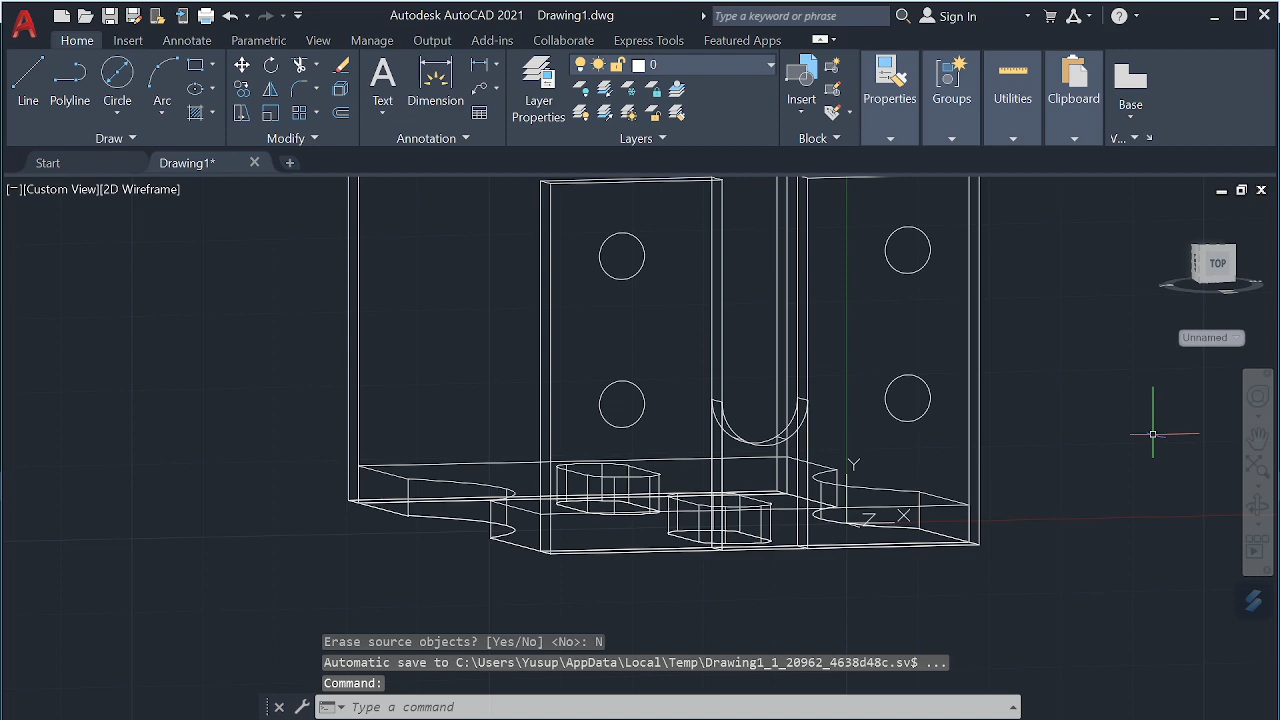 Autodesk AutoCAD 2021 Drawing1.dwg
Type a keyword or phrase
Sign In
Home Insert Annotate Parametric View Manage Output Add-ins Collaborate Express Tools Featured Apps
0
Line Polyline Circle Arc
Text Dimension
Layer
Properties
Insert
Properties Groups Utilities Clipboard
Base
Draw Modify Annotation Layers Block V...
Start Drawing1*
[−][Custom View][2D Wireframe]
TOP
Unnamed
Y
Z X
Erase source objects? [Yes/No] <No>: N
Automatic save to C:\Users\Yusup\AppData\Local\Temp\Drawing1_1_20962_4638d48c.sv$ ...
Command:
Type a command